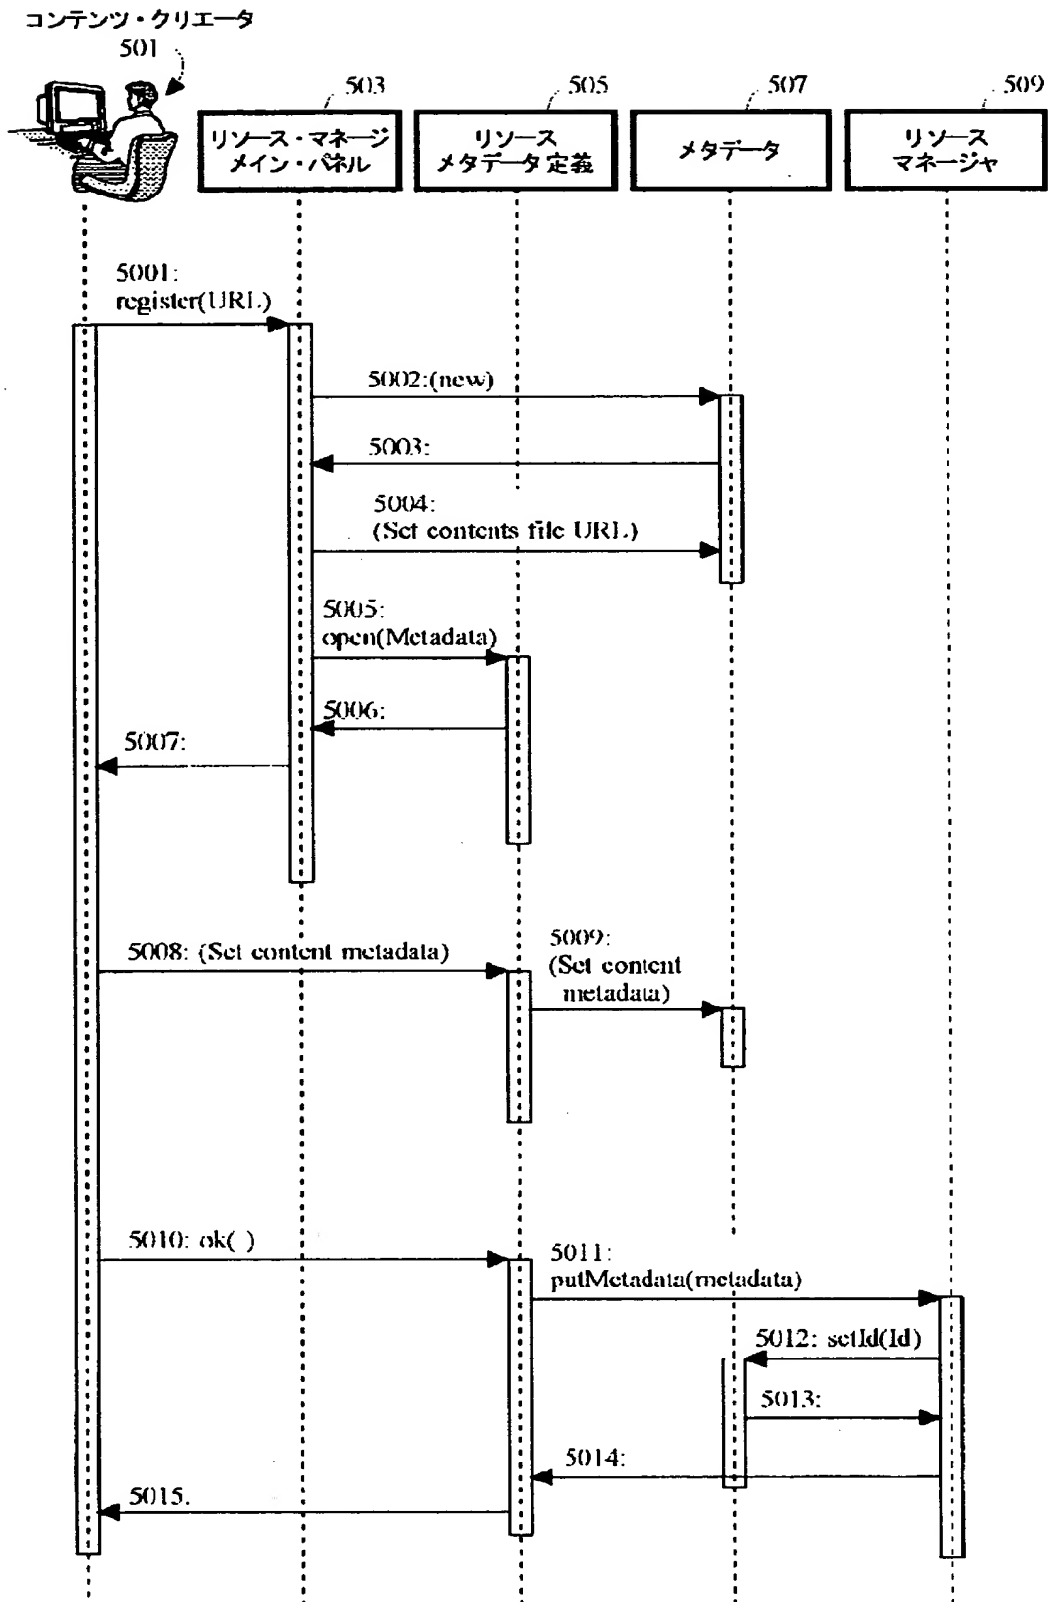 コンテンツ・クリエータ
501
503
505
507
509
リソース・マネージ
メイン・パネル
リソース
メタデータ定義
メタデータ
リソース
マネージャ
5001:
register(URL)
5002:(new)
5003:
5004:
(Set contents file URL)
5005:
open(Metadata)
5006:
5007:
5008: (Set content metadata)
5009:
(Set content
metadata)
5010: ok( )
5011:
putMetadata(metadata)
5012: setId(Id)
5013:
5014:
5015.